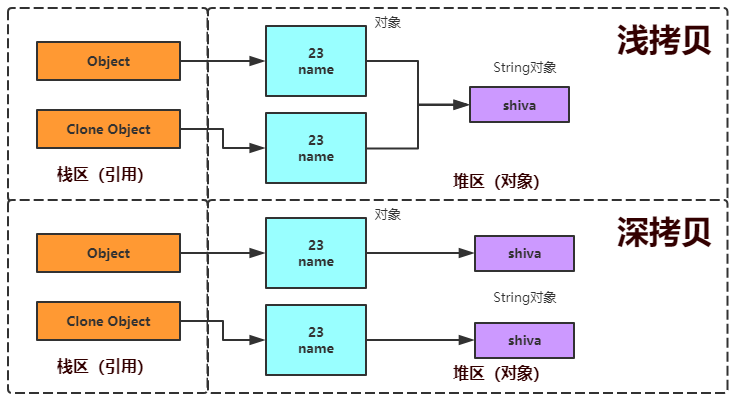 对象
浅拷贝
Object
23
name
String对象
shiva
Clone Object
23
name
栈区（引用）
堆区（对象）
对象
深拷贝
Object
23
name
shiva
String对象
Clone Object
23
name
shiva
栈区（引用）
堆区（对象）